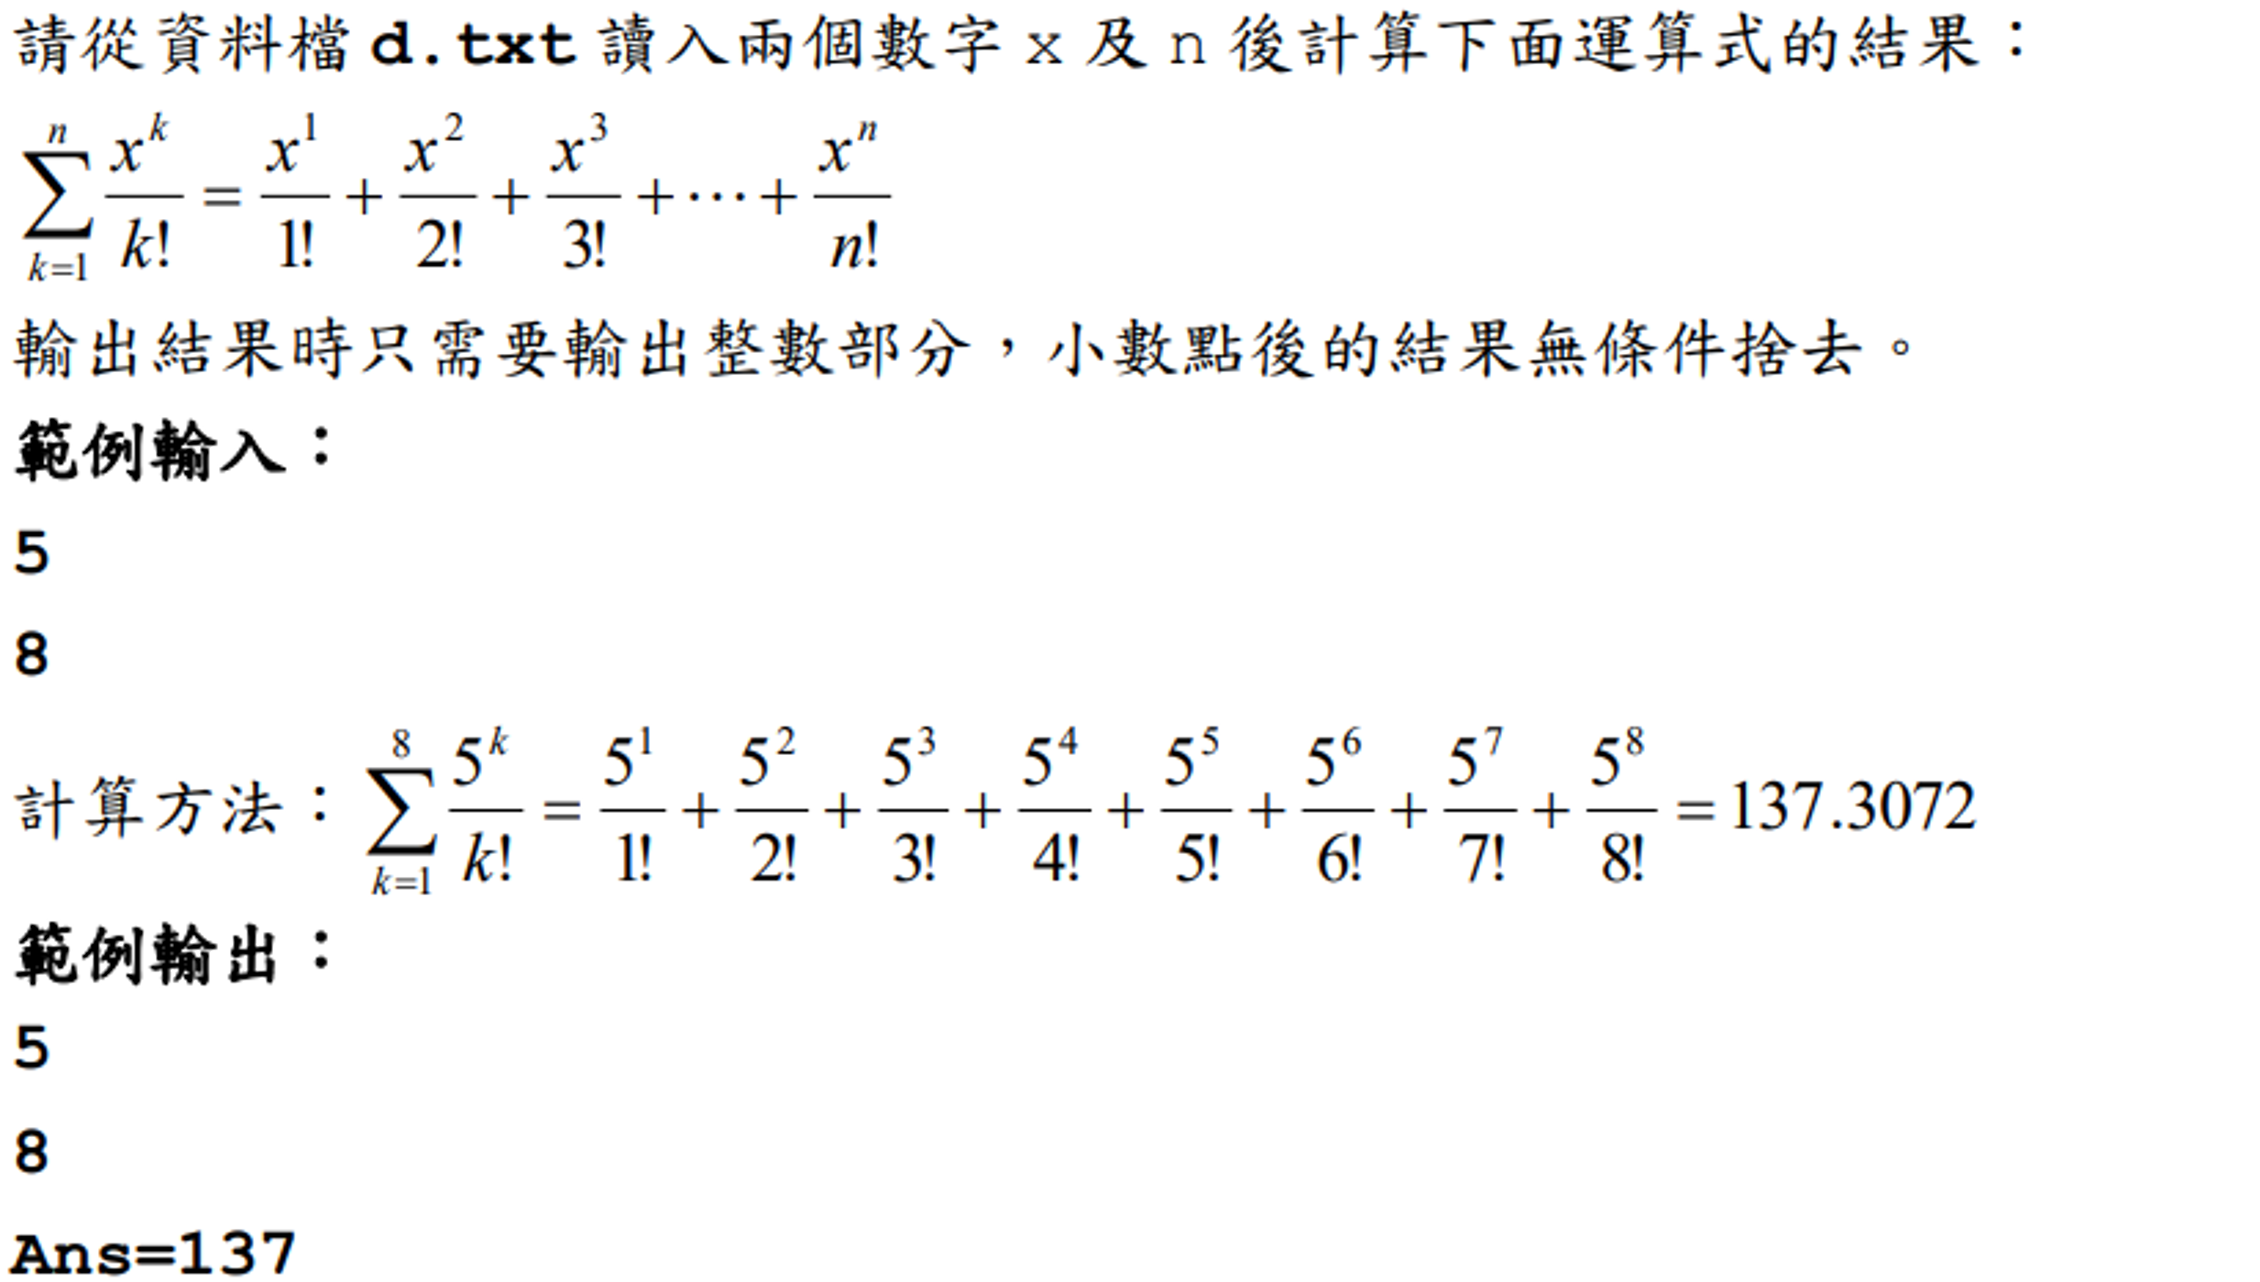 請從資料檔 d.txt 讀入兩個數字 x 及 n 後計算下面運算式的結果：
$\sum_{k=1}^{n} \frac{x^k}{k!} = \frac{x^1}{1!} + \frac{x^2}{2!} + \frac{x^3}{3!} + \cdots + \frac{x^n}{n!}$
輸出結果時只需要輸出整數部分，小數點後的結果無條件捨去。
範例輸入：
5
8
計算方法：$\sum_{k=1}^{8} \frac{5^k}{k!} = \frac{5^1}{1!} + \frac{5^2}{2!} + \frac{5^3}{3!} + \frac{5^4}{4!} + \frac{5^5}{5!} + \frac{5^6}{6!} + \frac{5^7}{7!} + \frac{5^8}{8!} = 137.3072$
範例輸出：
5
8
Ans=137